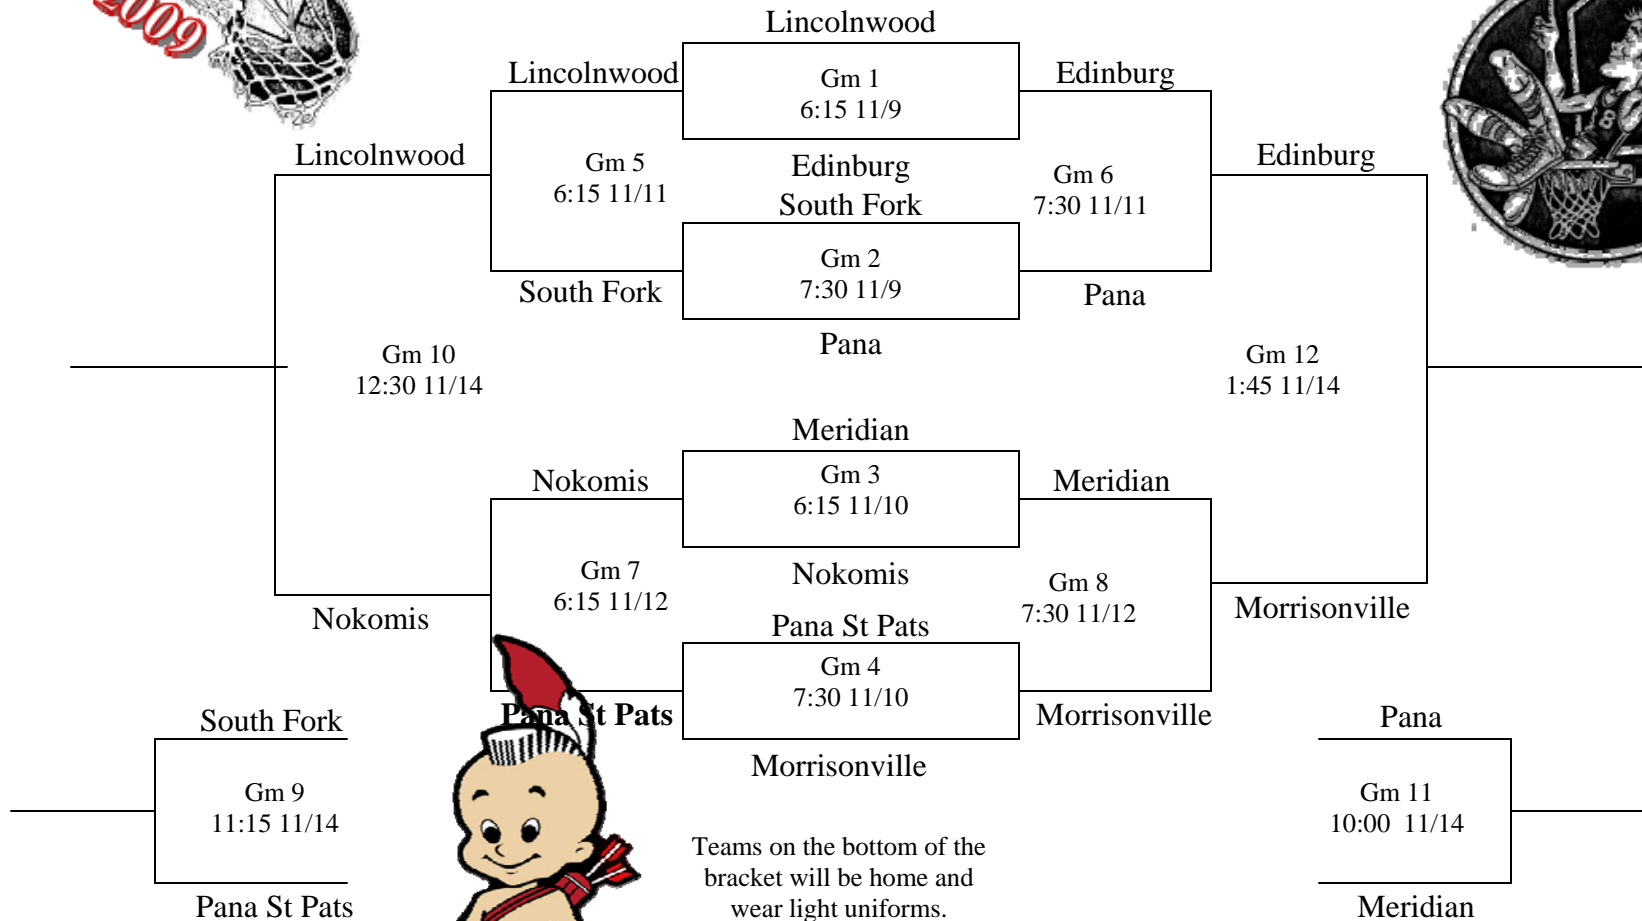 2009
Lincolnwood
Lincolnwood
Gm 1
6:15 11/9
Edinburg
Lincolnwood
Gm 5
6:15 11/11
Edinburg
South Fork
Gm 6
7:30 11/11
Edinburg
Gm 2
7:30 11/9
South Fork
Pana
Pana
Gm 10
12:30 11/14
Gm 12
1:45 11/14
Meridian
Nokomis
Gm 3
6:15 11/10
Meridian
Gm 7
6:15 11/12
Nokomis
Gm 8
7:30 11/12
Nokomis
Pana St Pats
Morrisonville
Gm 4
7:30 11/10
South Fork
Pana St Pats
Morrisonville
Pana
Morrisonville
Gm 9
11:15 11/14
Gm 11
10:00 11/14
Teams on the bottom of the
bracket will be home and
wear light uniforms.
Pana St Pats
Meridian